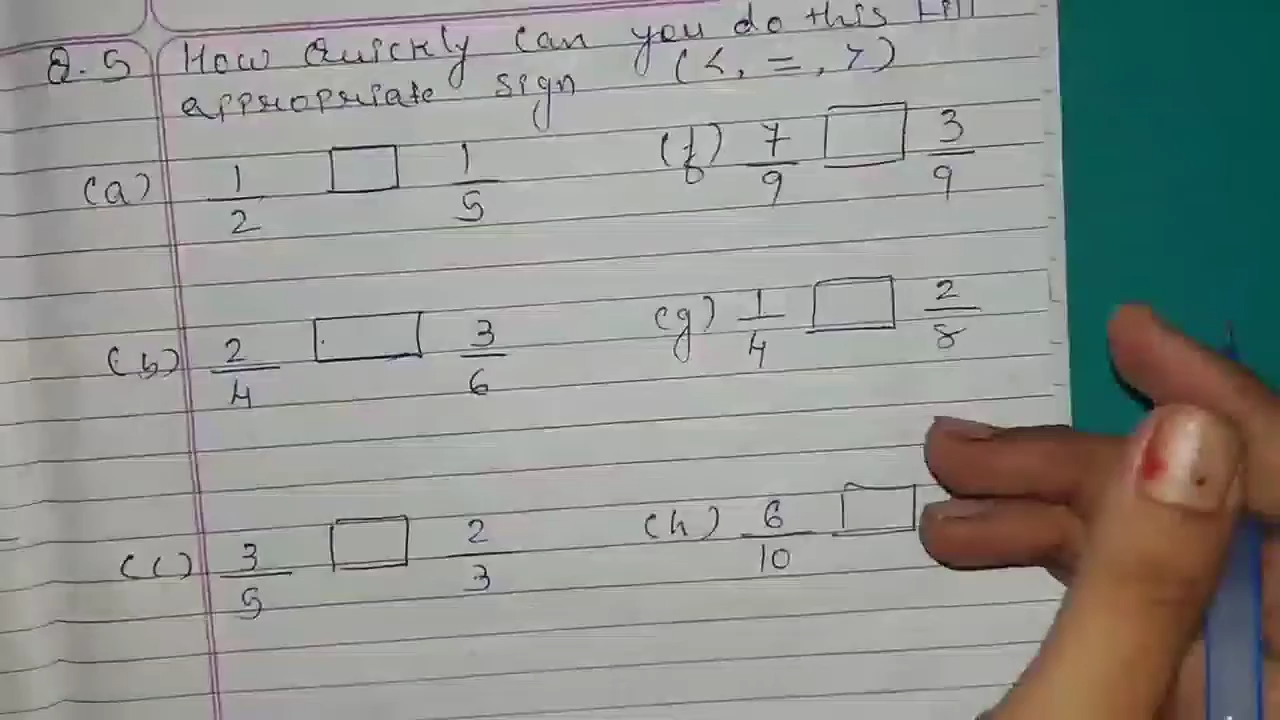 Q.5 How Quickly can you do this Fill
appropriate sign (<, =, >)
(a) 1/2 □ 1/5
(f) 7/9 □ 3/9
(b) 2/4 □ 3/6
(g) 1/4 □ 2/8
(c) 3/5 □ 2/3
(h) 6/10 □